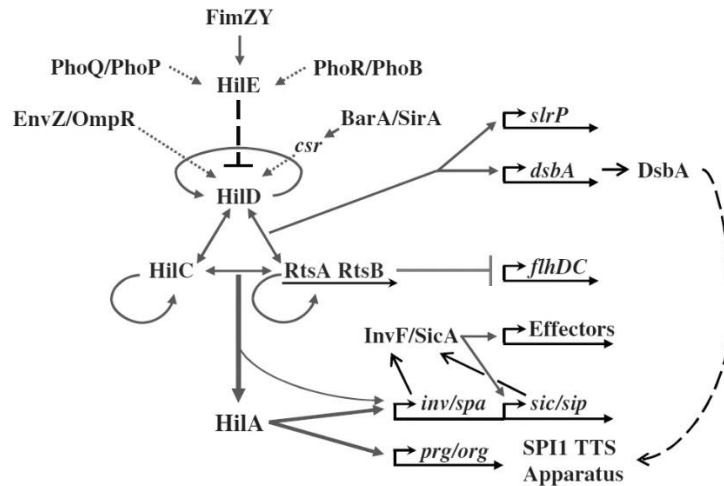 FimZY
PhoQ/PhoP
HilE
PhoR/PhoB
EnvZ/OmpR
BarA/SirA
csr
slrP
HilD
dsbA
DsbA
HilC
RtsA RtsB
flhDC
InvF/SicA
Effectors
HilA
inv/spa
sic/sip
prg/org
SPI1 TTS
Apparatus